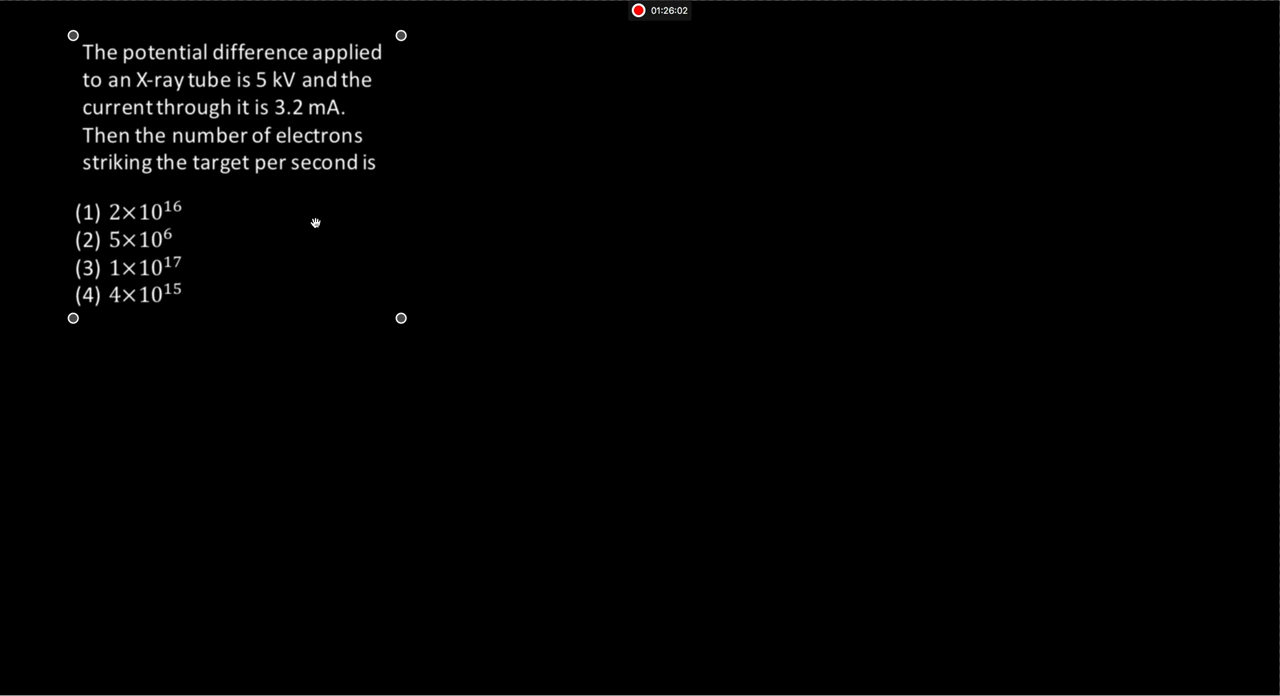 01:26:02
The potential difference applied
to an X-ray tube is 5 kV and the
current through it is 3.2 mA.
Then the number of electrons
striking the target per second is
(1) 2×10¹⁶
(2) 5×10⁶
(3) 1×10¹⁷
(4) 4×10¹⁵